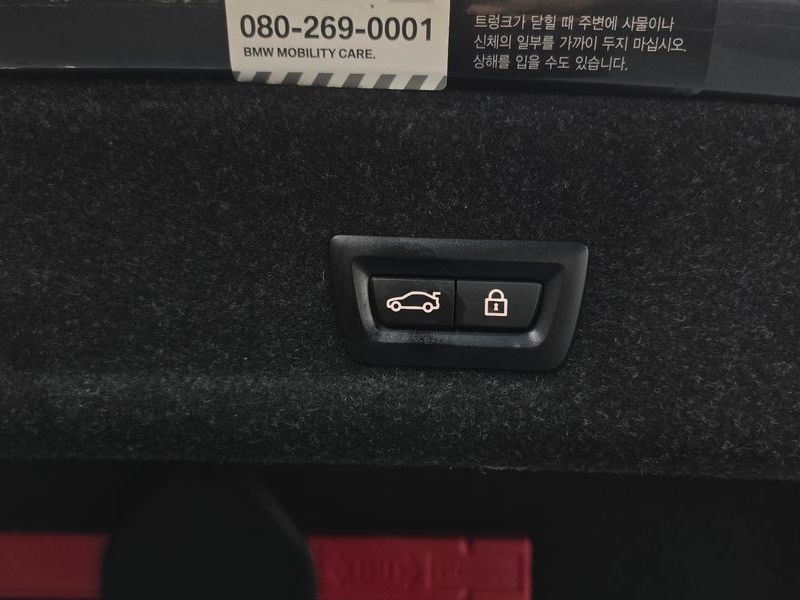 080-269-0001
BMW MOBILITY CARE.
트렁크가 닫힐 때 주변에 사물이나
신체의 일부를 가까이 두지 마십시오.
상해를 입을 수도 있습니다.